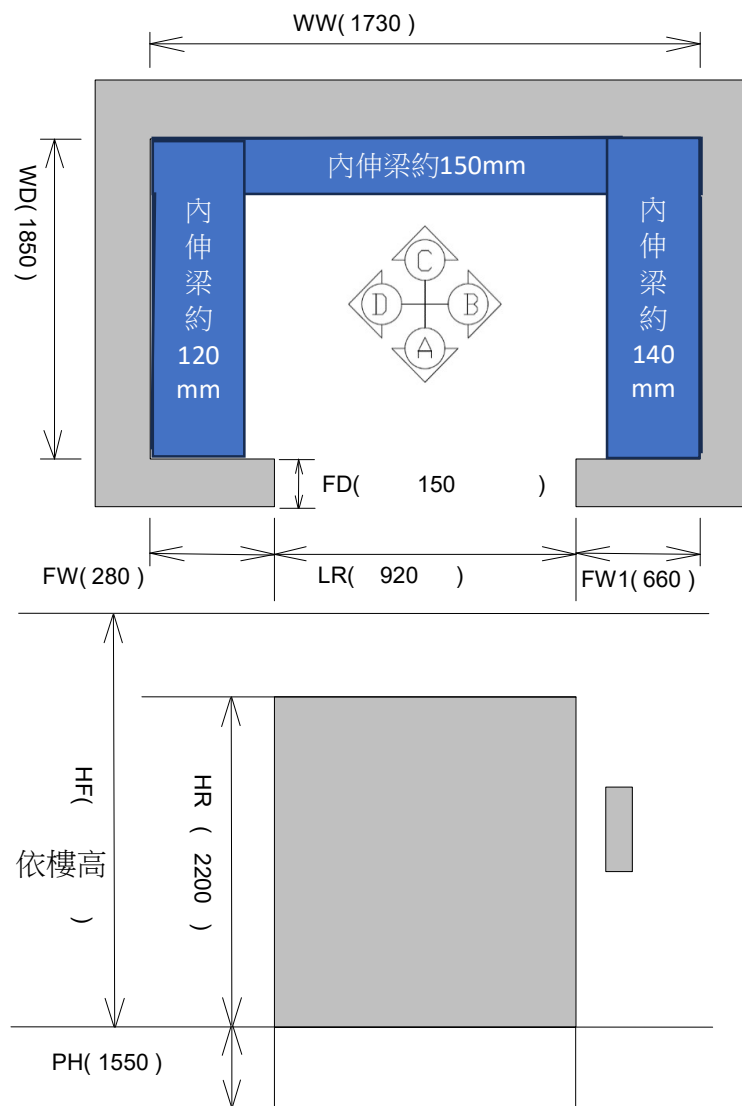 WW( 1730 )
內伸梁約150mm
WD( 1850 )
內
伸
梁
約
120
mm
C
D
B
A
內
伸
梁
約
140
mm
FD( 150 )
FW( 280 )
LR( 920 )
FW1( 660 )
HF(
依樓高
)
HR ( 2200 )
PH( 1550 )